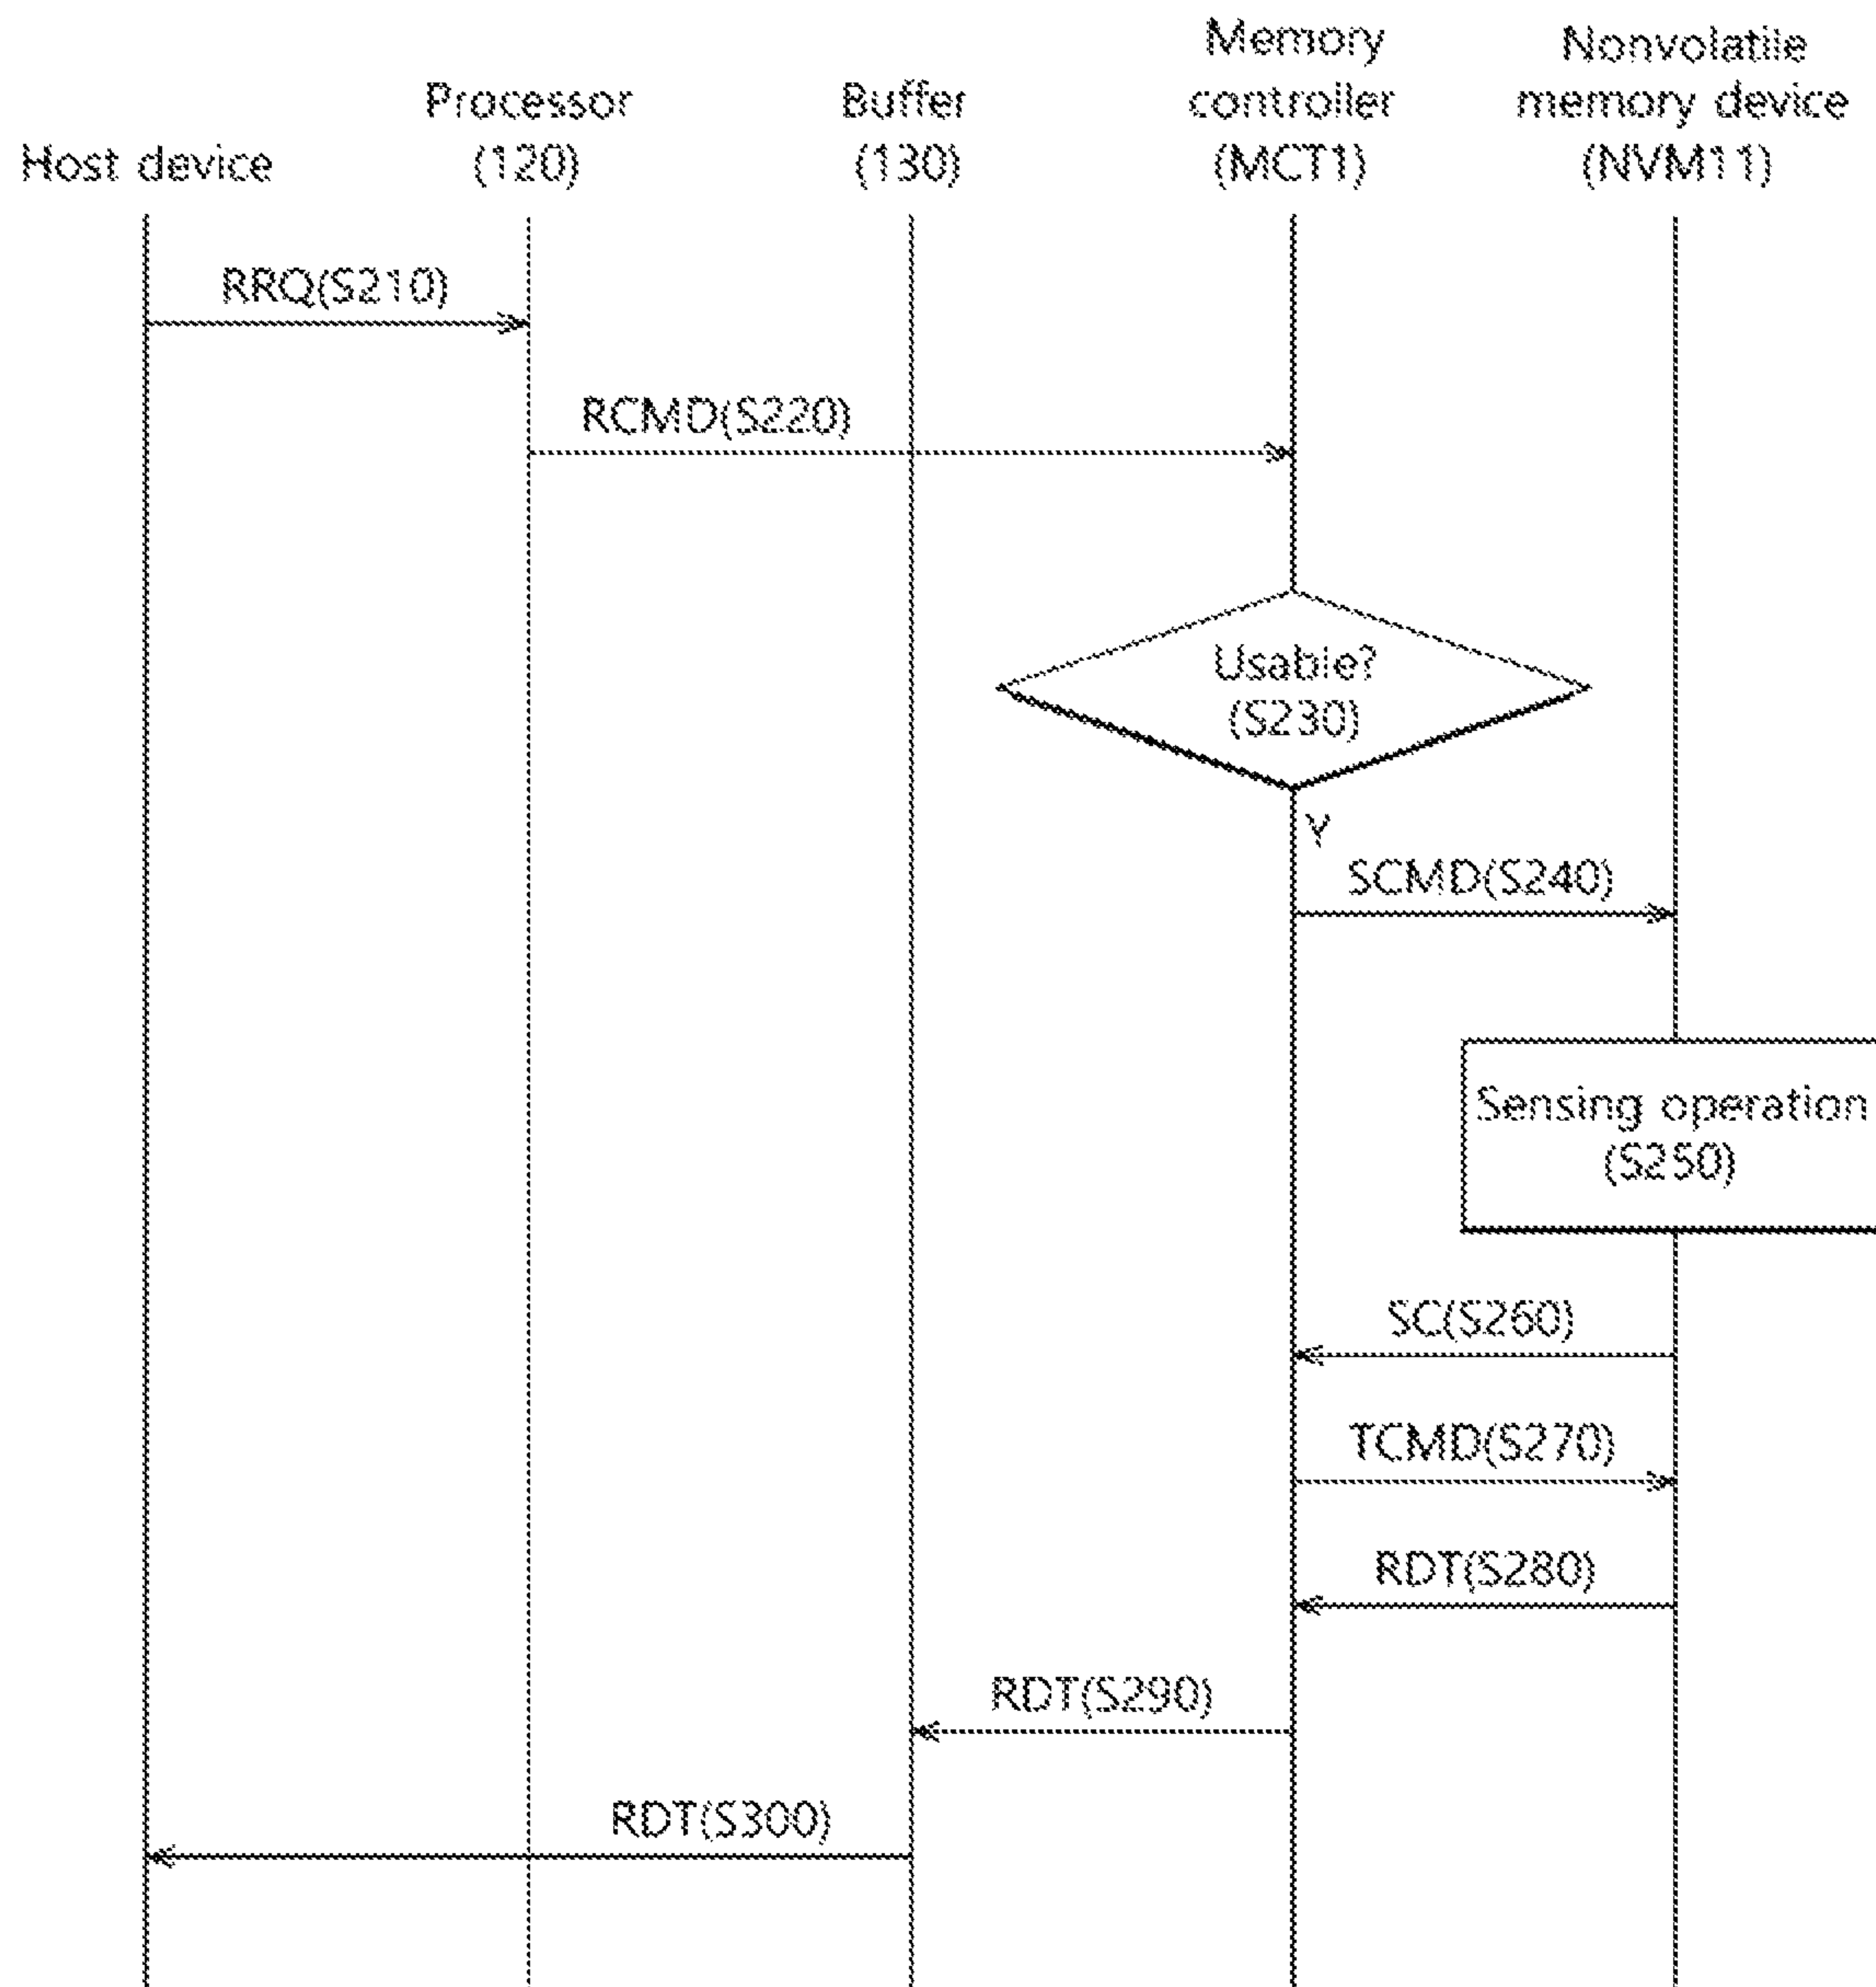 Host device
Processor
(120)
Buffer
(130)
Memory
controller
(MCT1)
Nonvolatile
memory device
(NVM11)
RRQ(S210)
RCMD(S220)
Usable?
(S230)
Y
SCMD(S240)
Sensing operation
(S250)
SC(S260)
TCMD(S270)
RDT(S280)
RDT(S290)
RDT(S300)